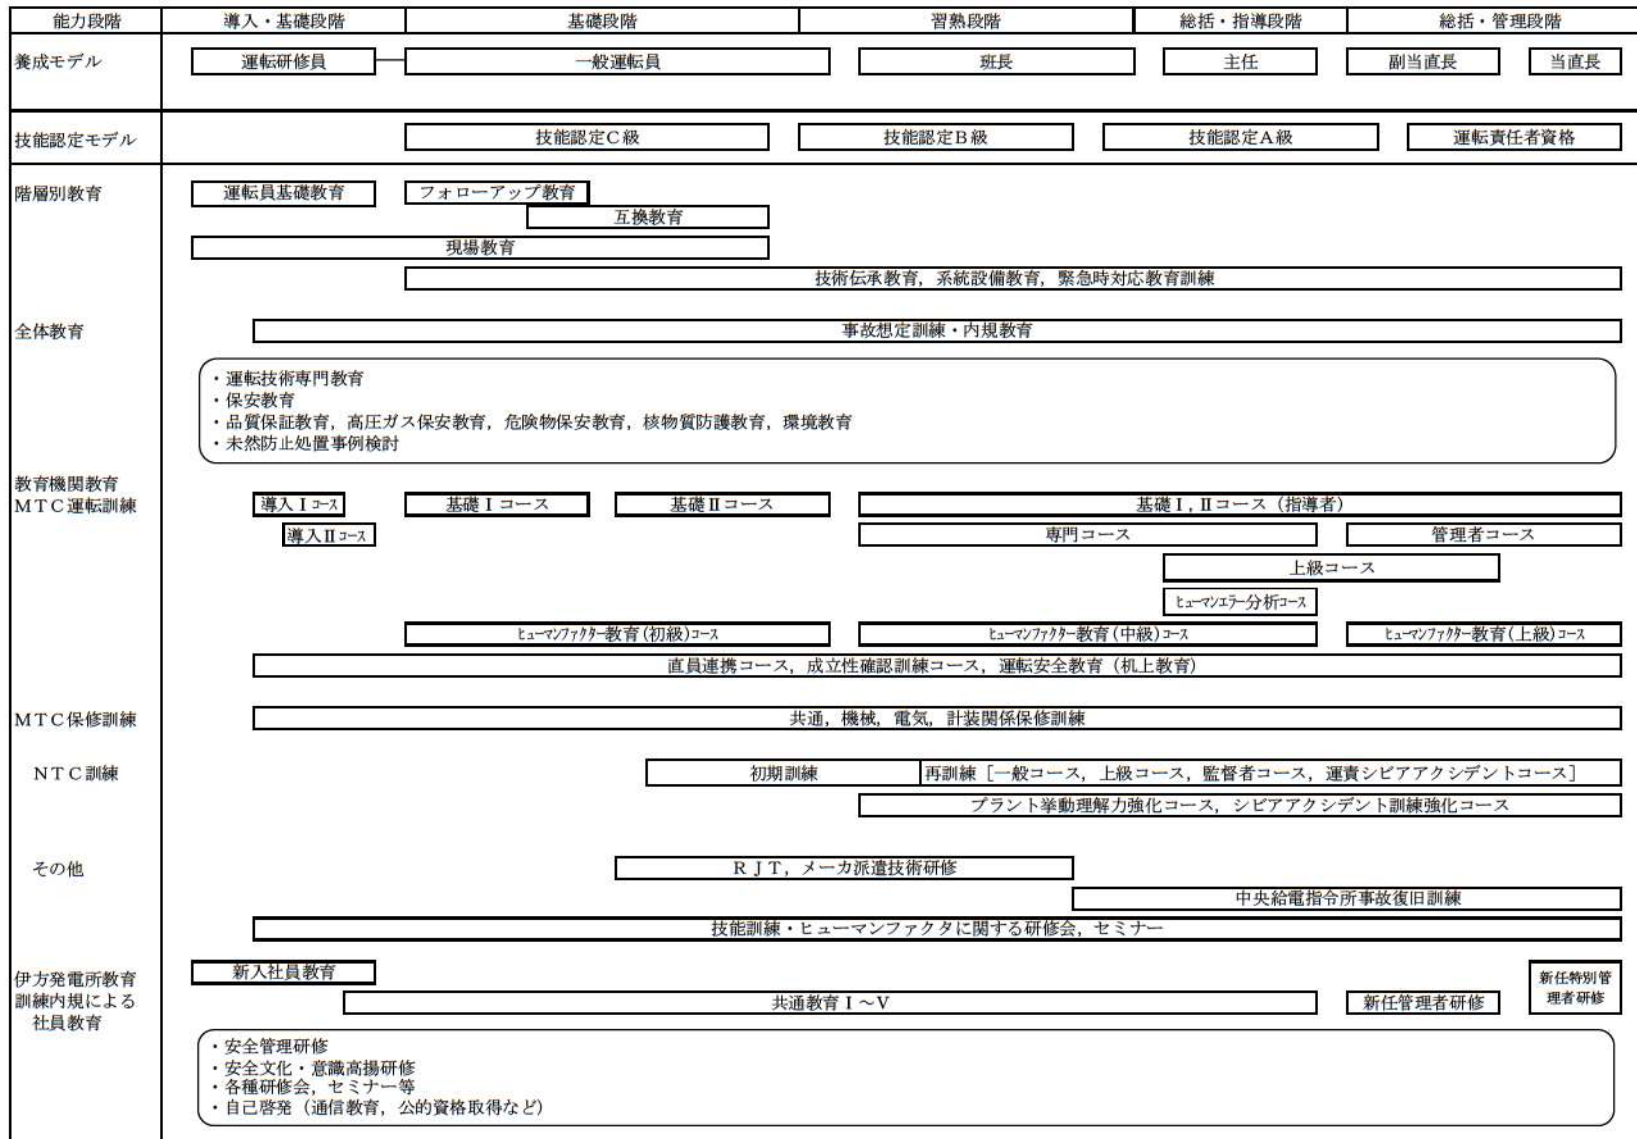 能力段階 導入・基礎段階 基礎段階 習熟段階 総括・指導段階 総括・管理段階
養成モデル 運転研修員 一般運転員 班長 主任 副当直長 当直長
技能認定モデル 技能認定C級 技能認定B級 技能認定A級 運転責任者資格
階層別教育 運転員基礎教育 フォローアップ教育
互換教育
現場教育
技術伝承教育，系統設備教育，緊急時対応教育訓練
全体教育 事故想定訓練・内規教育
・運転技術専門教育
・保安教育
・品質保証教育，高圧ガス保安教育，危険物保安教育，核物質防護教育，環境教育
・未然防止処置事例検討
教育機関教育
MTC運転訓練 導入Ⅰコース 基礎Ⅰコース 基礎Ⅱコース 基礎Ⅰ，Ⅱコース（指導者）
導入Ⅱコース 専門コース 管理者コース
上級コース
ヒューマンエラー分析コース
ヒューマンファクター教育(初級)コース ヒューマンファクター教育(中級)コース ヒューマンファクター教育(上級)コース
直員連携コース，成立性確認訓練コース，運転安全教育（机上教育）
MTC保修訓練 共通，機械，電気，計装関係保修訓練
NTC訓練 初期訓練 再訓練［一般コース，上級コース，監督者コース，運責シビアアクシデントコース］
プラント挙動理解力強化コース，シビアアクシデント訓練強化コース
その他 RJT，メーカ派遣技術研修
中央給電指令所事故復旧訓練
技能訓練・ヒューマンファクタに関する研修会，セミナー
伊方発電所教育 新入社員教育 新任特別管
訓練内規による 共通教育Ⅰ～Ⅴ 新任管理者研修 理者研修
社員教育
・安全管理研修
・安全文化・意識高揚研修
・各種研修会，セミナー等
・自己啓発（通信教育，公的資格取得など）